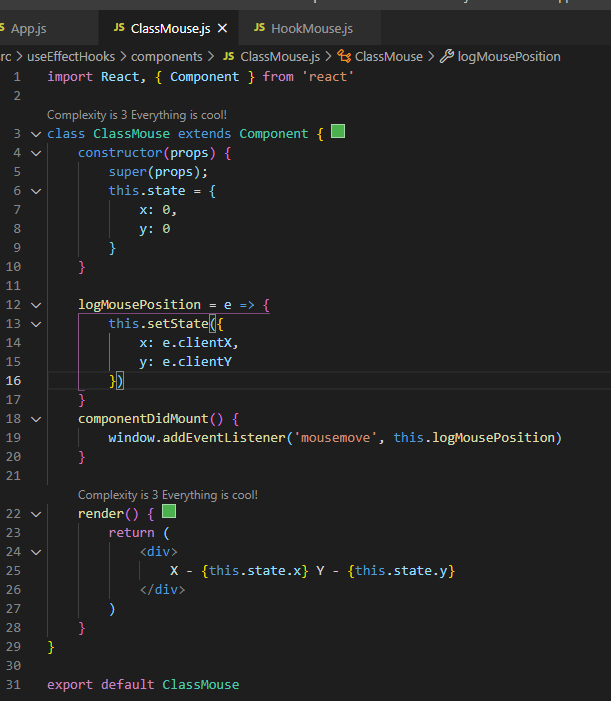 JS App.js JS ClassMouse.js × JS HookMouse.js
rc > useEffectHooks > components > JS ClassMouse.js > ClassMouse > logMousePosition
1 import React, { Component } from 'react'
2
Complexity is 3 Everything is cool!
3 class ClassMouse extends Component {
4 constructor(props) {
5 super(props);
6 this.state = {
7 x: 0,
8 y: 0
9 }
10 }
11
12 logMousePosition = e => {
13 this.setState({
14 x: e.clientX,
15 y: e.clientY
16 })
17 }
18 componentDidMount() {
19 window.addEventListener('mousemove', this.logMousePosition)
20 }
21
Complexity is 3 Everything is cool!
22 render() {
23 return (
24 <div>
25 X - {this.state.x} Y - {this.state.y}
26 </div>
27 )
28 }
29 }
30
31 export default ClassMouse